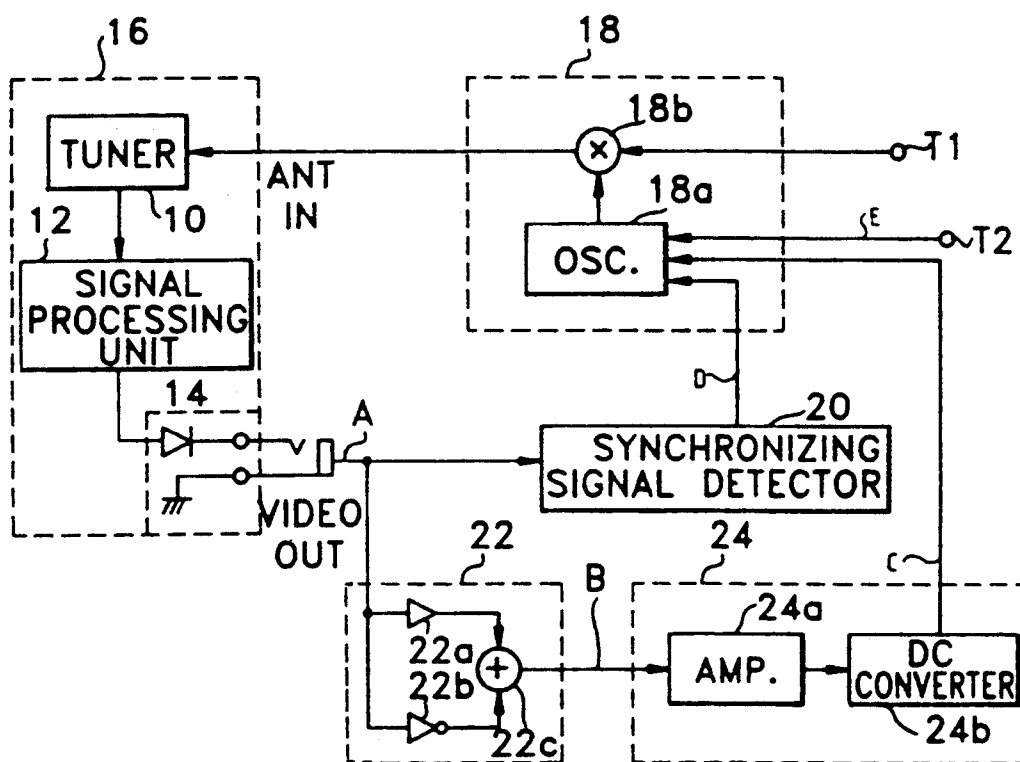 16
18
18b
TUNER
T1
ANT
IN
10
18a
12
E
T2
OSC.
SIGNAL
PROCESSING
UNIT
D
14
A
20
SYNCHRONIZING
SIGNAL DETECTOR
VIDEO
OUT
22
24
C
B
24a
22a
AMP.
DC
CONVERTER
22b
22c
24b